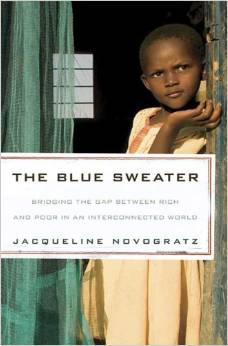 THE BLUE SWEATER
BRIDGING THE GAP BETWEEN RICH
AND POOR IN AN INTERCONNECTED WORLD
JACQUELINE NOVOGRATZ